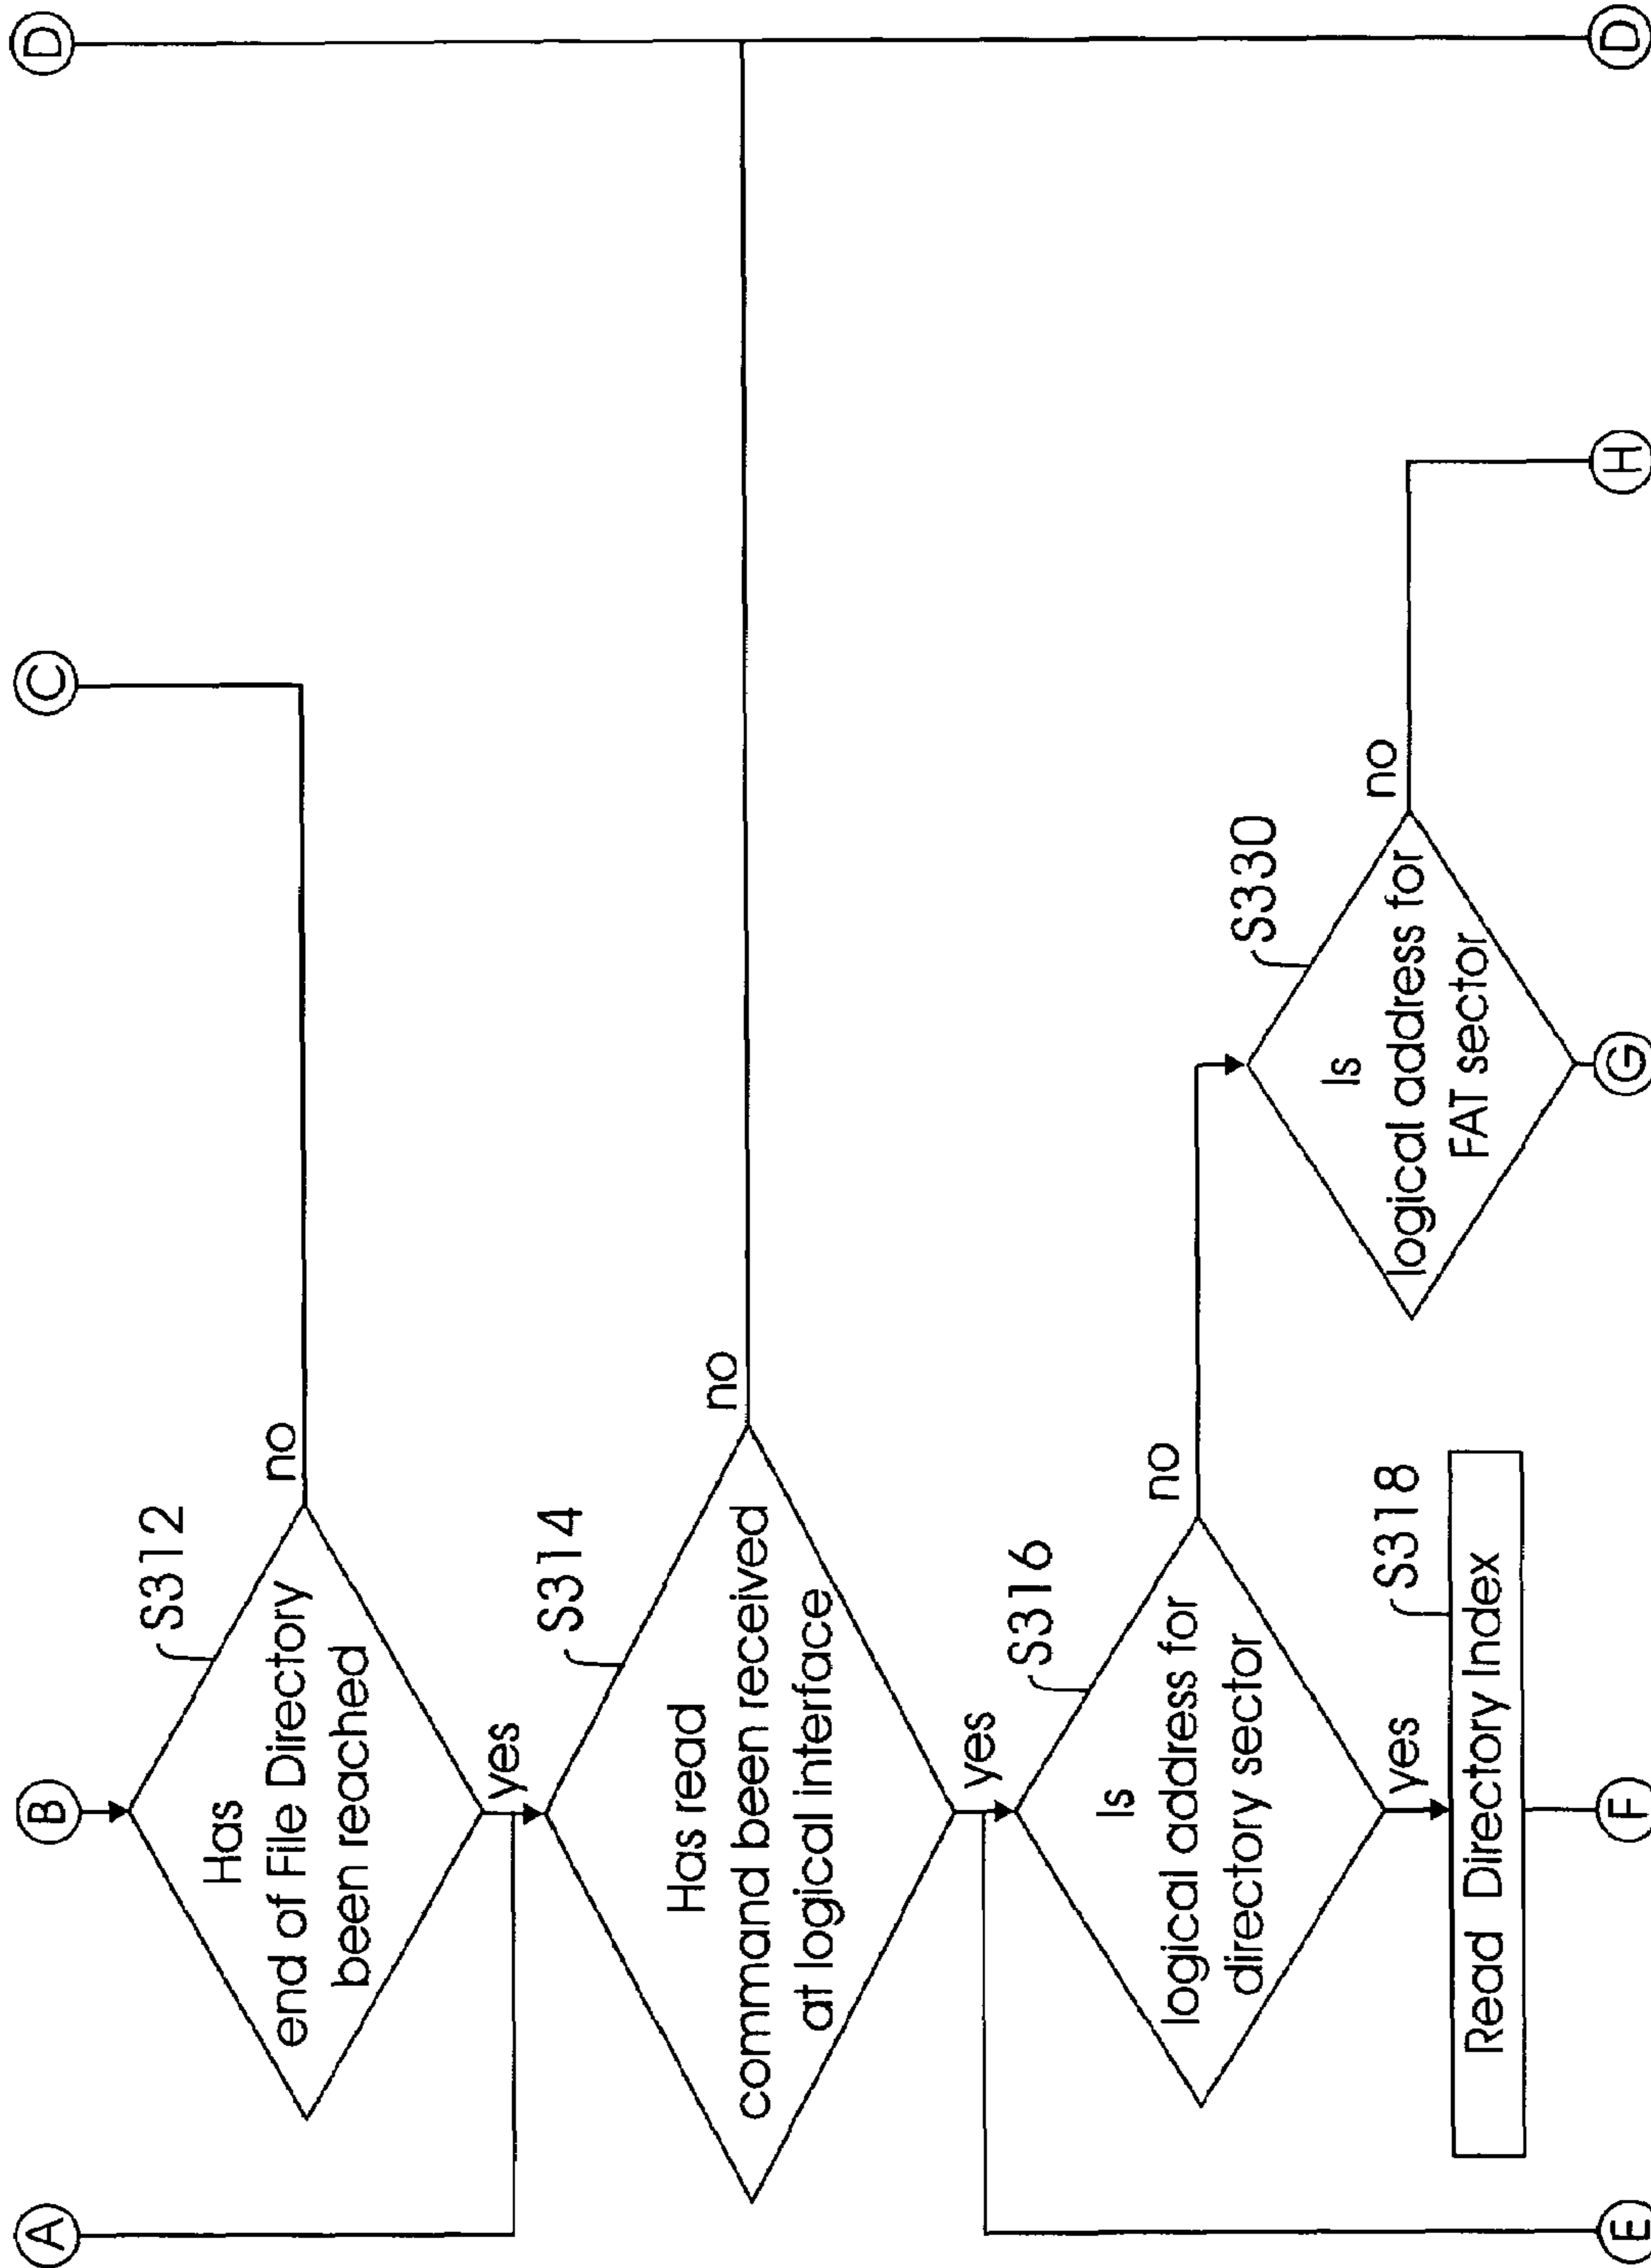 A
B
C
D
S312
Has
end of File Directory
been reached
no
yes
S314
Has read
command been received
at logical interface
no
yes
S316
Is
logical address for
directory sector
no
yes
S330
Is
logical address for
FAT sector
no
S318
Read Directory Index
E
F
G
H
D